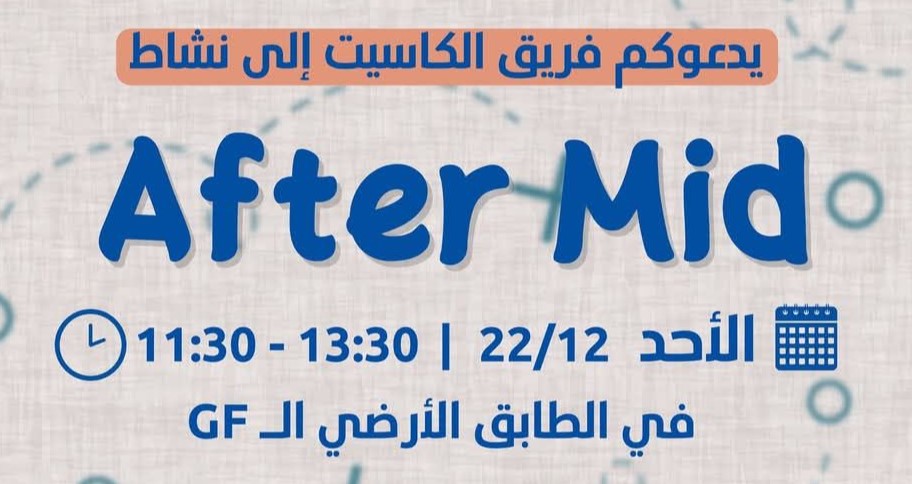 يدعوكم فريق الكاسيت إلى نشاط
After Mid
الأحد 22/12 | 11:30 - 13:30
في الطابق الأرضي الـ GF